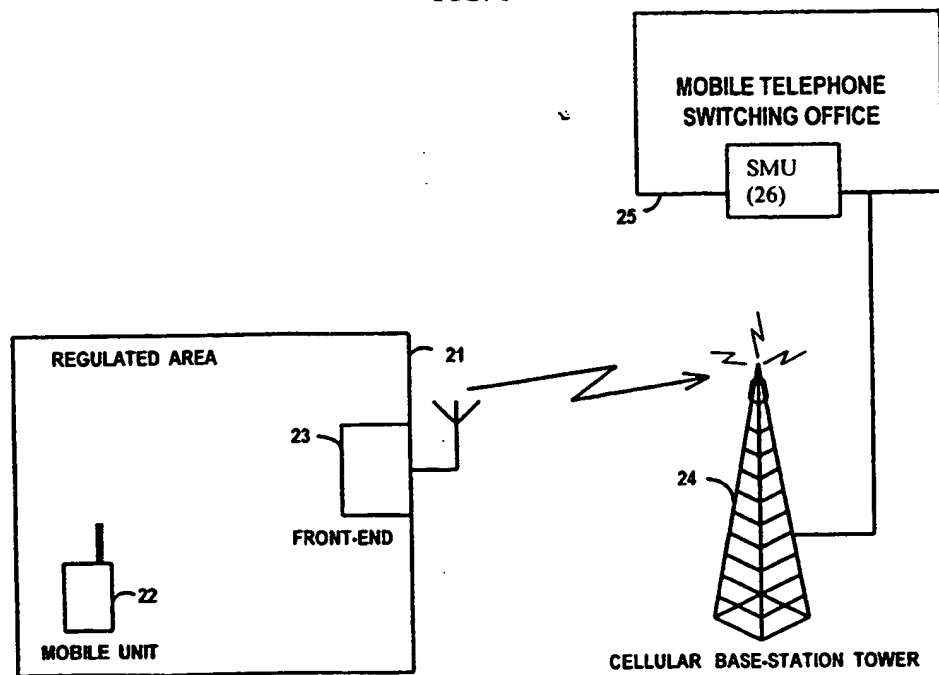 MOBILE TELEPHONE
SWITCHING OFFICE
SMU
(26)
25
REGULATED AREA
21
23
24
FRONT-END
22
MOBILE UNIT
CELLULAR BASE-STATION TOWER